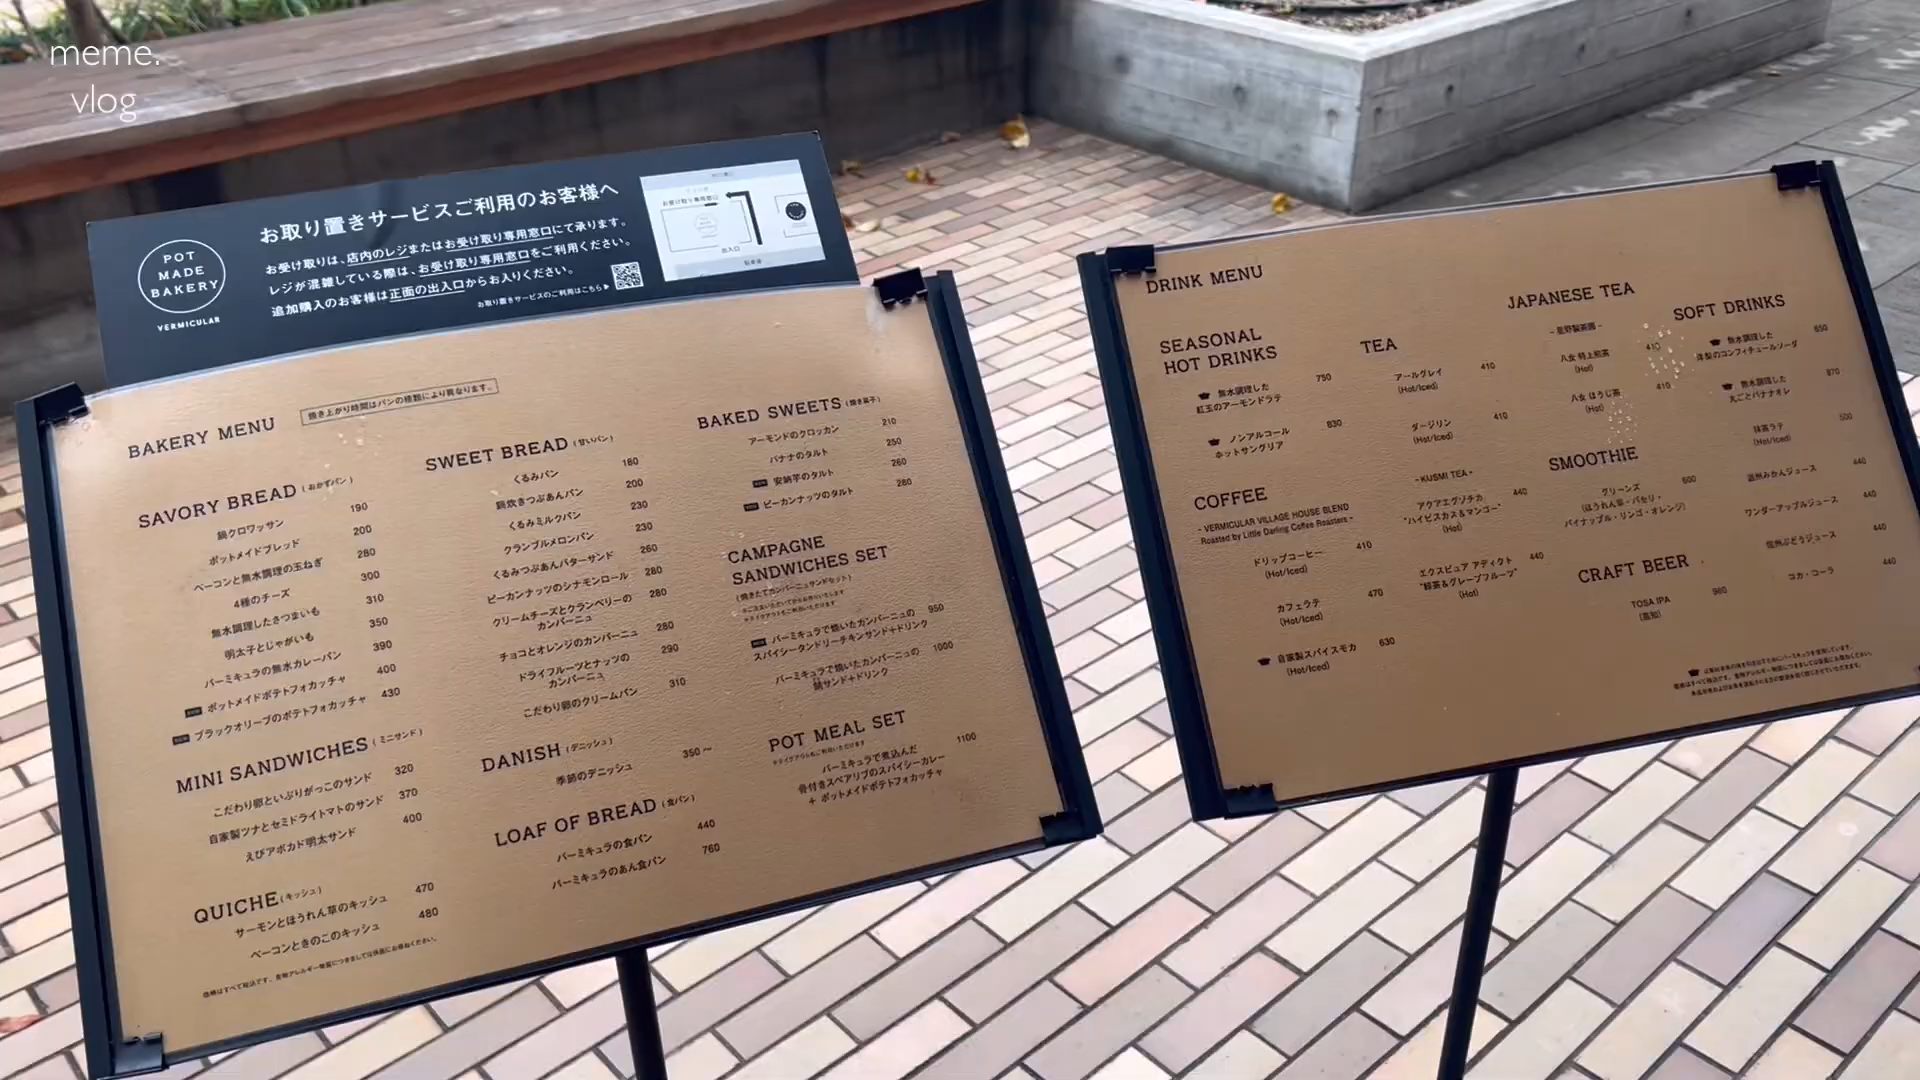 meme.
vlog
お取り置きサービスご利用のお客様へ
お受け取りは、店内のレジまたはお受け取り専用窓口にて承ります。
レジが混雑している際は、お受け取り専用窓口をご利用ください。
追加購入のお客様は正面の出入口からお入りください。
お取り置きサービスのご利用はこちら▶
お受け取り専用窓口
出入口
POT
MADE
BAKERY
VERMICULAR
BAKERY MENU
焼き上がり時間はパンの種類により異なります。
SAVORY BREAD (おかずパン)
鍋クロワッサン 190
ポットメイドブレッド 200
ベーコンと無水調理の玉ねぎ 280
4種のチーズ 300
無水調理したさつまいも 310
明太子とじゃがいも 350
バーミキュラの無水カレーパン 390
ポットメイドポテトフォカッチャ 400
ブラックオリーブのポテトフォカッチャ 430
MINI SANDWICHES (ミニサンド)
こだわり卵といぶりがっこのサンド 320
自家製ツナとセミドライトマトのサンド 370
えびアボカド明太サンド 400
QUICHE (キッシュ)
サーモンとほうれん草のキッシュ 470
ベーコンときのこのキッシュ 480
価格はすべて税込です。食物アレルギー物質につきましては係員にお尋ねください。
SWEET BREAD (甘いパン)
くるみパン 180
鍋炊きつぶあんパン 200
くるみミルクパン 230
クランブルメロンパン 230
くるみつぶあんバターサンド 260
ピーカンナッツのシナモンロール 280
クリームチーズとクランベリーの
カンパーニュ 280
チョコとオレンジのカンパーニュ 280
ドライフルーツとナッツの
カンパーニュ 290
こだわり卵のクリームパン 310
DANISH (デニッシュ)
季節のデニッシュ 350〜
LOAF OF BREAD (食パン)
バーミキュラの食パン 440
バーミキュラのあん食パン 760
BAKED SWEETS (焼き菓子)
アーモンドのクロッカン 210
バナナのタルト 250
安納芋のタルト 260
ピーカンナッツのタルト 280
CAMPAGNE
SANDWICHES SET
(焼きたてカンパーニュサンドセット)
バーミキュラで焼いたカンパーニュの 950
スパイシータンドリーチキンサンド+ドリンク
バーミキュラで焼いたカンパーニュの 1000
鯖サンド+ドリンク
POT MEAL SET
バーミキュラで煮込んだ 1100
骨付きスペアリブのスパイシーカレー
+ ポットメイドポテトフォカッチャ
DRINK MENU
SEASONAL
HOT DRINKS
無水調理した 750
紅玉のアーモンドラテ
ノンアルコール 830
ホットサングリア
COFFEE
- VERMICULAR VILLAGE HOUSE BLEND
Roasted by Little Darling Coffee Roasters -
ドリップコーヒー 410
(Hot/Iced)
カフェラテ 470
(Hot/Iced)
自家製スパイスモカ 630
(Hot/Iced)
TEA
アールグレイ 410
(Hot/Iced)
ダージリン 410
(Hot/Iced)
- KUSMI TEA -
アクアエグゾチカ 440
"ハイビスカス&マンゴー"
(Hot)
エクスピュア アディクト 440
"緑茶&グレープフルーツ"
(Hot)
JAPANESE TEA
- 星野製茶園 -
八女 特上煎茶 410
(Hot)
八女 ほうじ茶 410
(Hot)
SMOOTHIE
グリーンズ 600
(ほうれん草・パセリ・
パイナップル・リンゴ・オレンジ)
CRAFT BEER
TOSA IPA 960
(高知)
SOFT DRINKS
無水調理した 650
洋梨のコンフィチュールソーダ
無水調理した 870
丸ごとバナナオレ
抹茶ラテ 500
(Hot/Iced)
温州みかんジュース 440
ワンダーアップルジュース 440
信州ぶどうジュース 440
コカ・コーラ 440